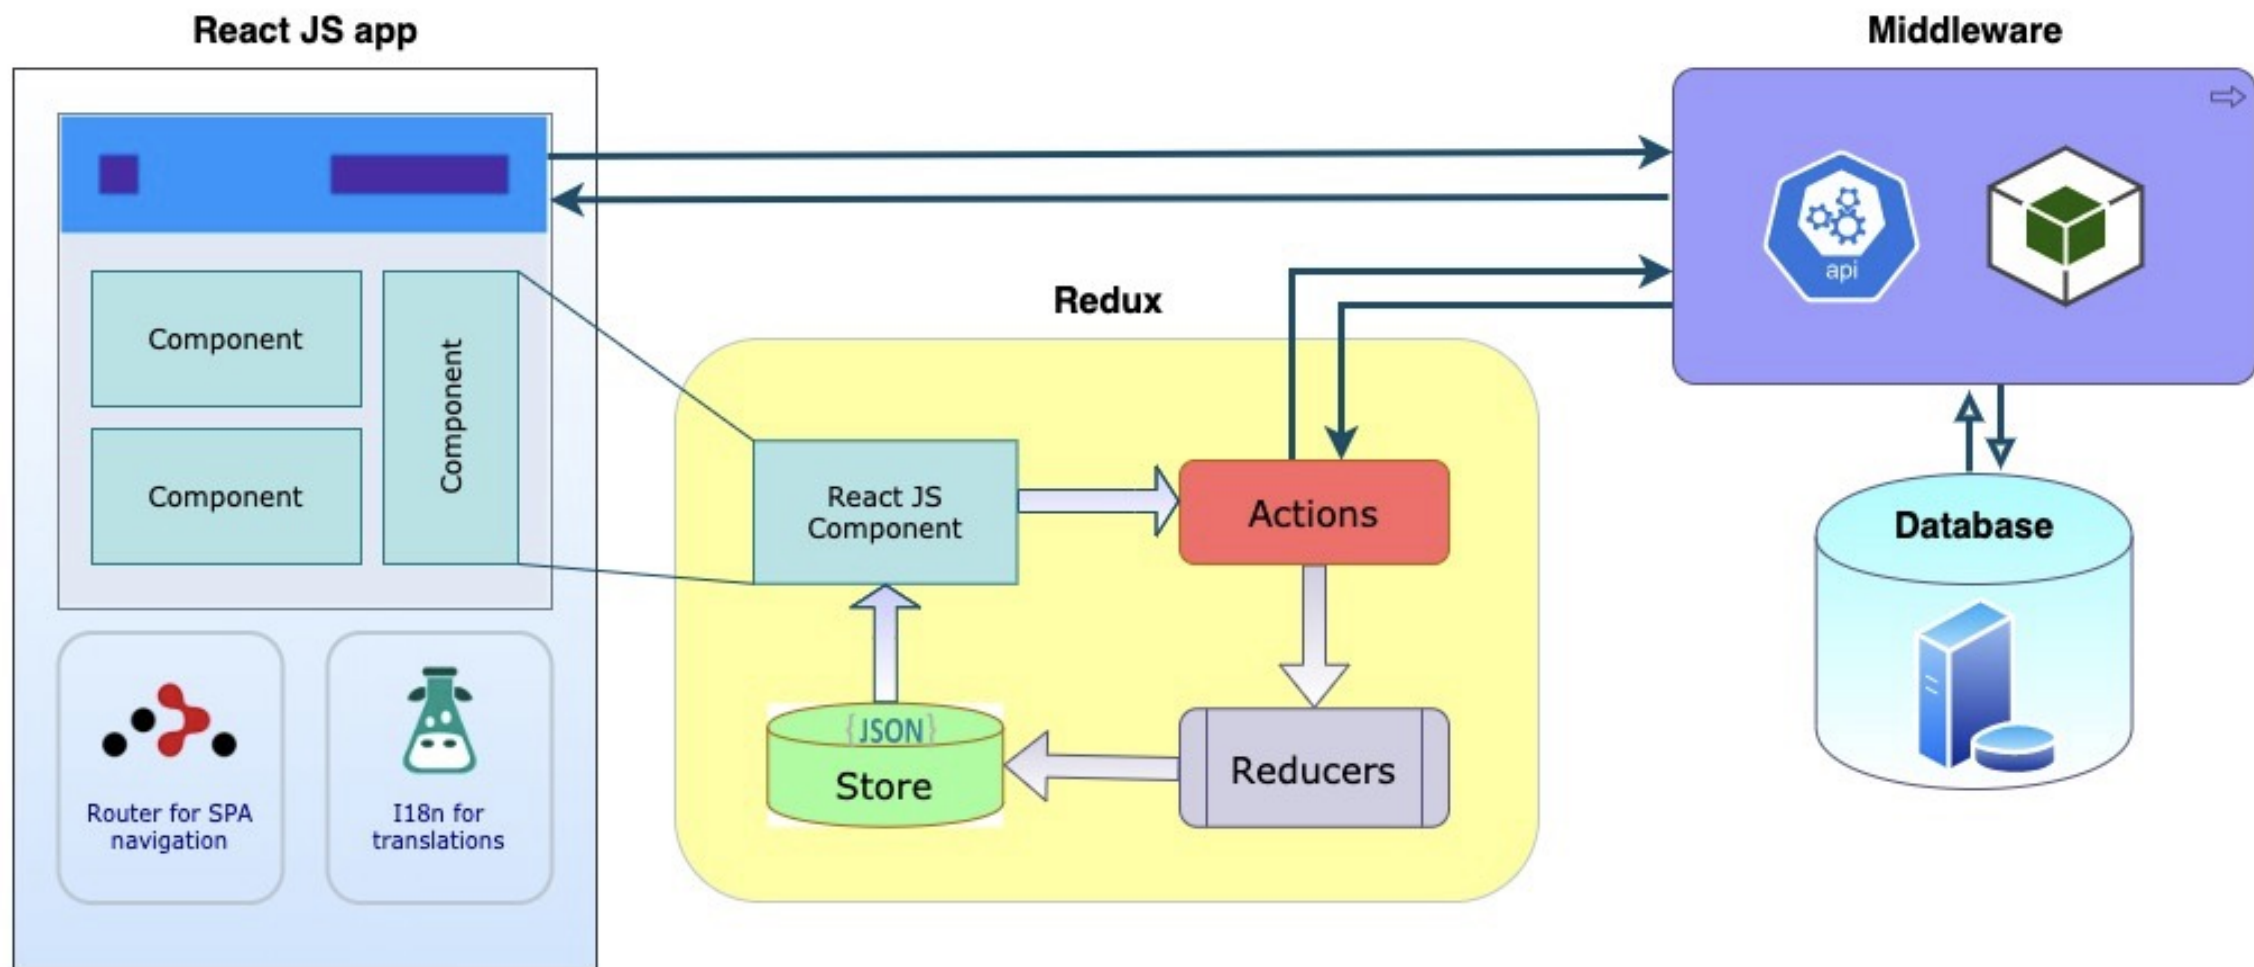 React JS app
Middleware
api
Redux
Component
Component
Component
React JS
Component
Actions
Database
{JSON}
Store
Reducers
Router for SPA
navigation
I18n for
translations